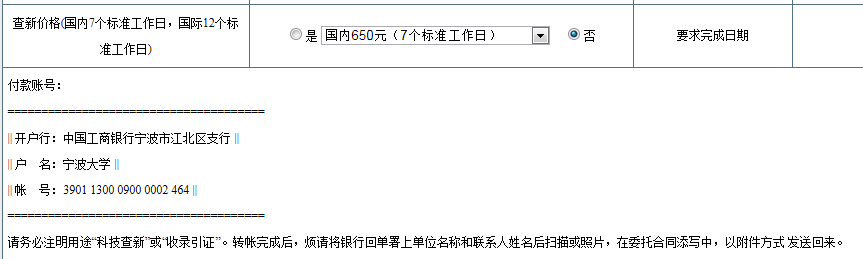 查新价格(国内7个标准工作日，国际12个标
准工作日)
是 国内650元（7个标准工作日） 否
要求完成日期
付款账号：
======================================
|| 开户行：中国工商银行宁波市江北区支行 ||
|| 户　名：宁波大学 ||
|| 帐　号：3901 1300 0900 0002 464 ||
======================================
请务必注明用途“科技查新”或“收录引证”。转帐完成后，烦请将银行回单署上单位名称和联系人姓名后扫描或照片，在委托合同添写中，以附件方式 发送回来。